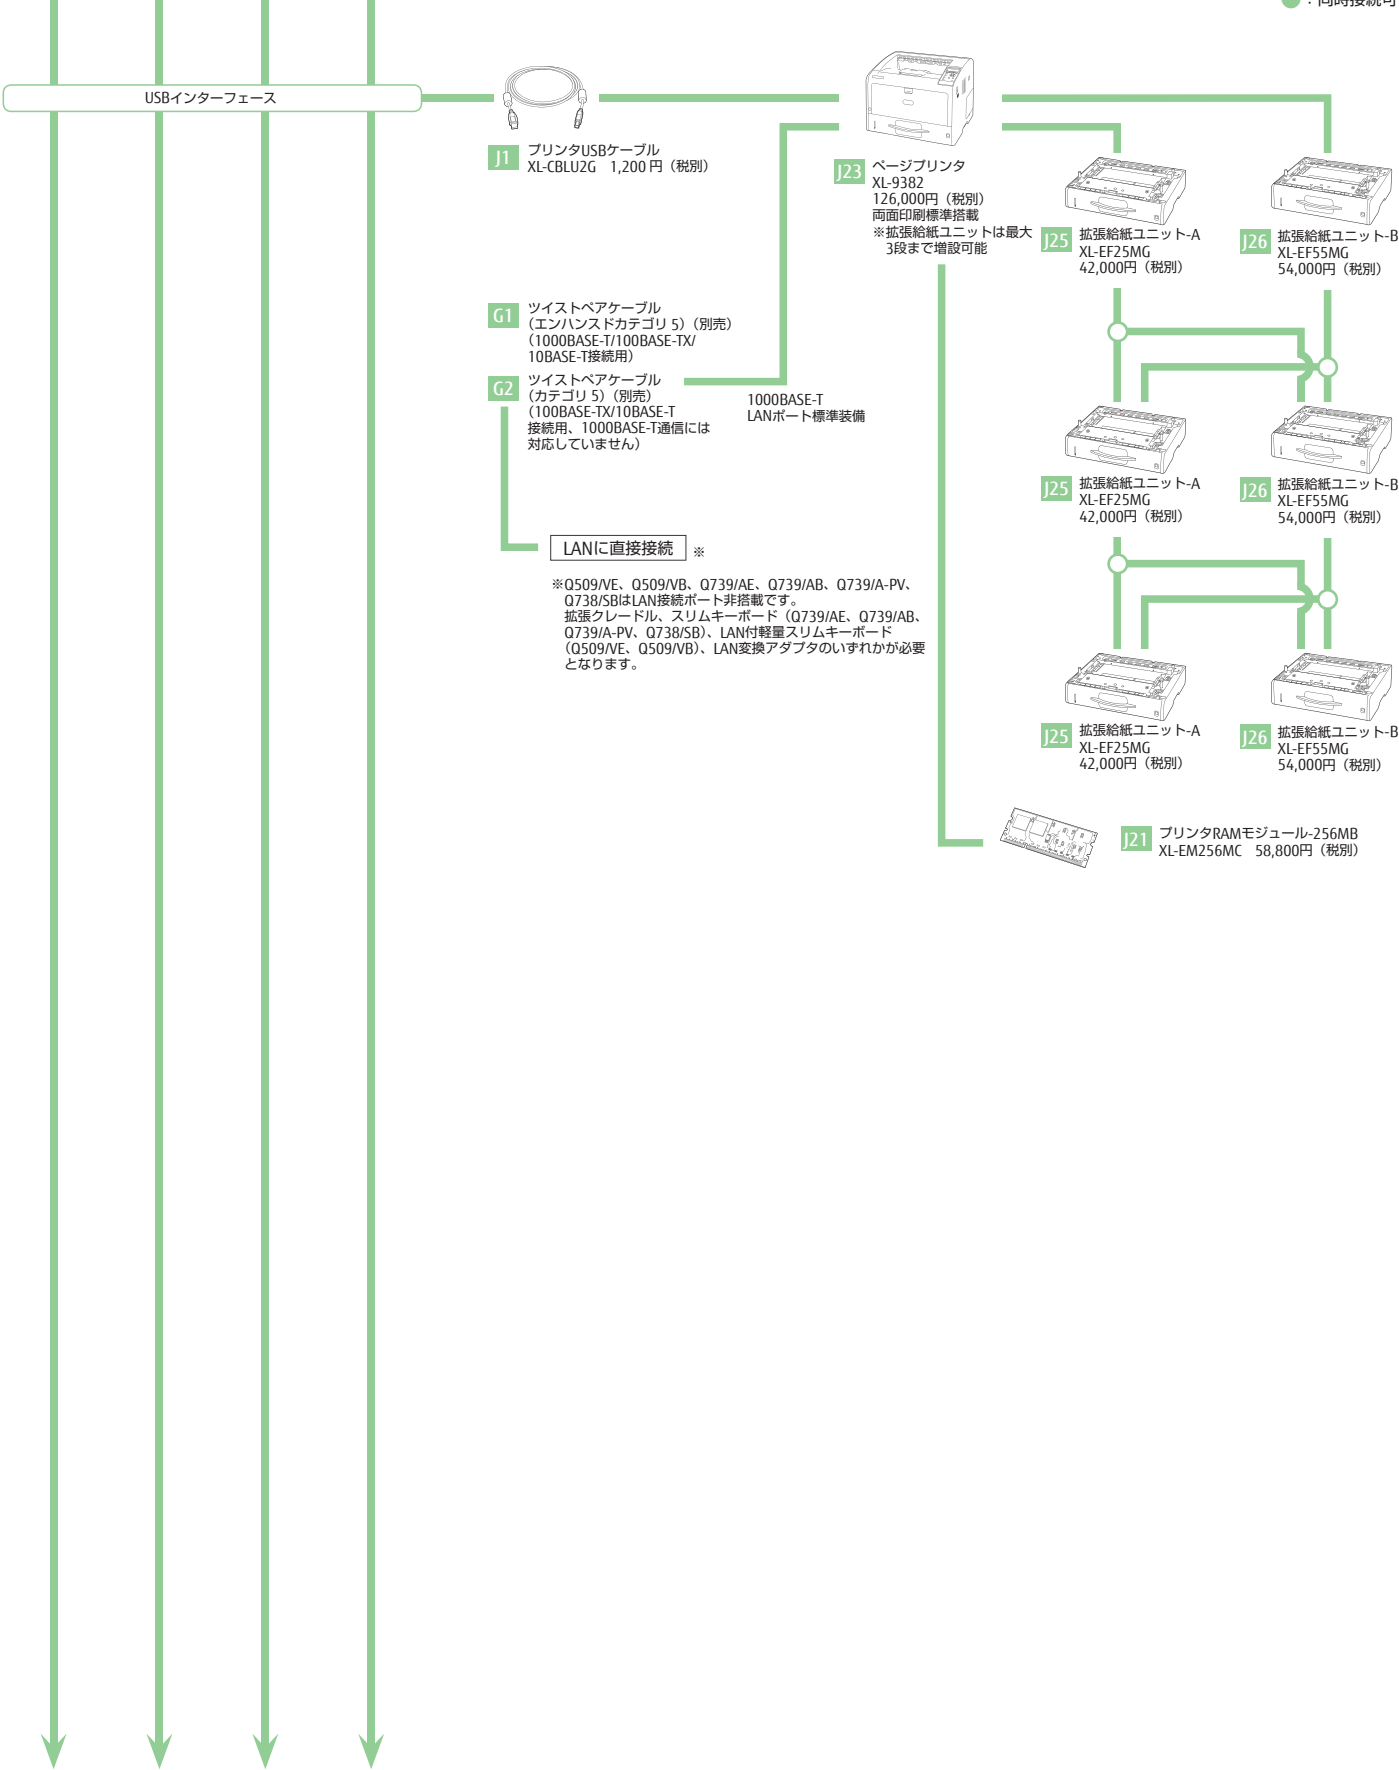 ：同時接続可
USBインターフェース
J1
プリンタUSBケーブル
XL-CBLU2G 1,200 円（税別）
J23
ページプリンタ
XL-9382
126,000円（税別）
両面印刷標準搭載
※拡張給紙ユニットは最大
3段まで増設可能
J25
拡張給紙ユニット-A
XL-EF25MG
42,000円（税別）
J26
拡張給紙ユニット-B
XL-EF55MG
54,000円（税別）
G1
ツイストペアケーブル
（エンハンスドカテゴリ 5）（別売）
（1000BASE-T/100BASE-TX/
10BASE-T接続用）
G2
ツイストペアケーブル
（カテゴリ 5）（別売）
（100BASE-TX/10BASE-T
接続用、1000BASE-T通信には
対応していません）
1000BASE-T
LANポート標準装備
J25
拡張給紙ユニット-A
XL-EF25MG
42,000円（税別）
J26
拡張給紙ユニット-B
XL-EF55MG
54,000円（税別）
LANに直接接続 ※
※Q509/VE、Q509/VB、Q739/AE、Q739/AB、Q739/A-PV、
Q738/SBはLAN接続ポート非搭載です。
拡張クレードル、スリムキーボード（Q739/AE、Q739/AB、
Q739/A-PV、Q738/SB）、LAN付軽量スリムキーボード
（Q509/VE、Q509/VB）、LAN変換アダプタのいずれかが必要
となります。
J25
拡張給紙ユニット-A
XL-EF25MG
42,000円（税別）
J26
拡張給紙ユニット-B
XL-EF55MG
54,000円（税別）
J21
プリンタRAMモジュール-256MB
XL-EM256MC 58,800円（税別）